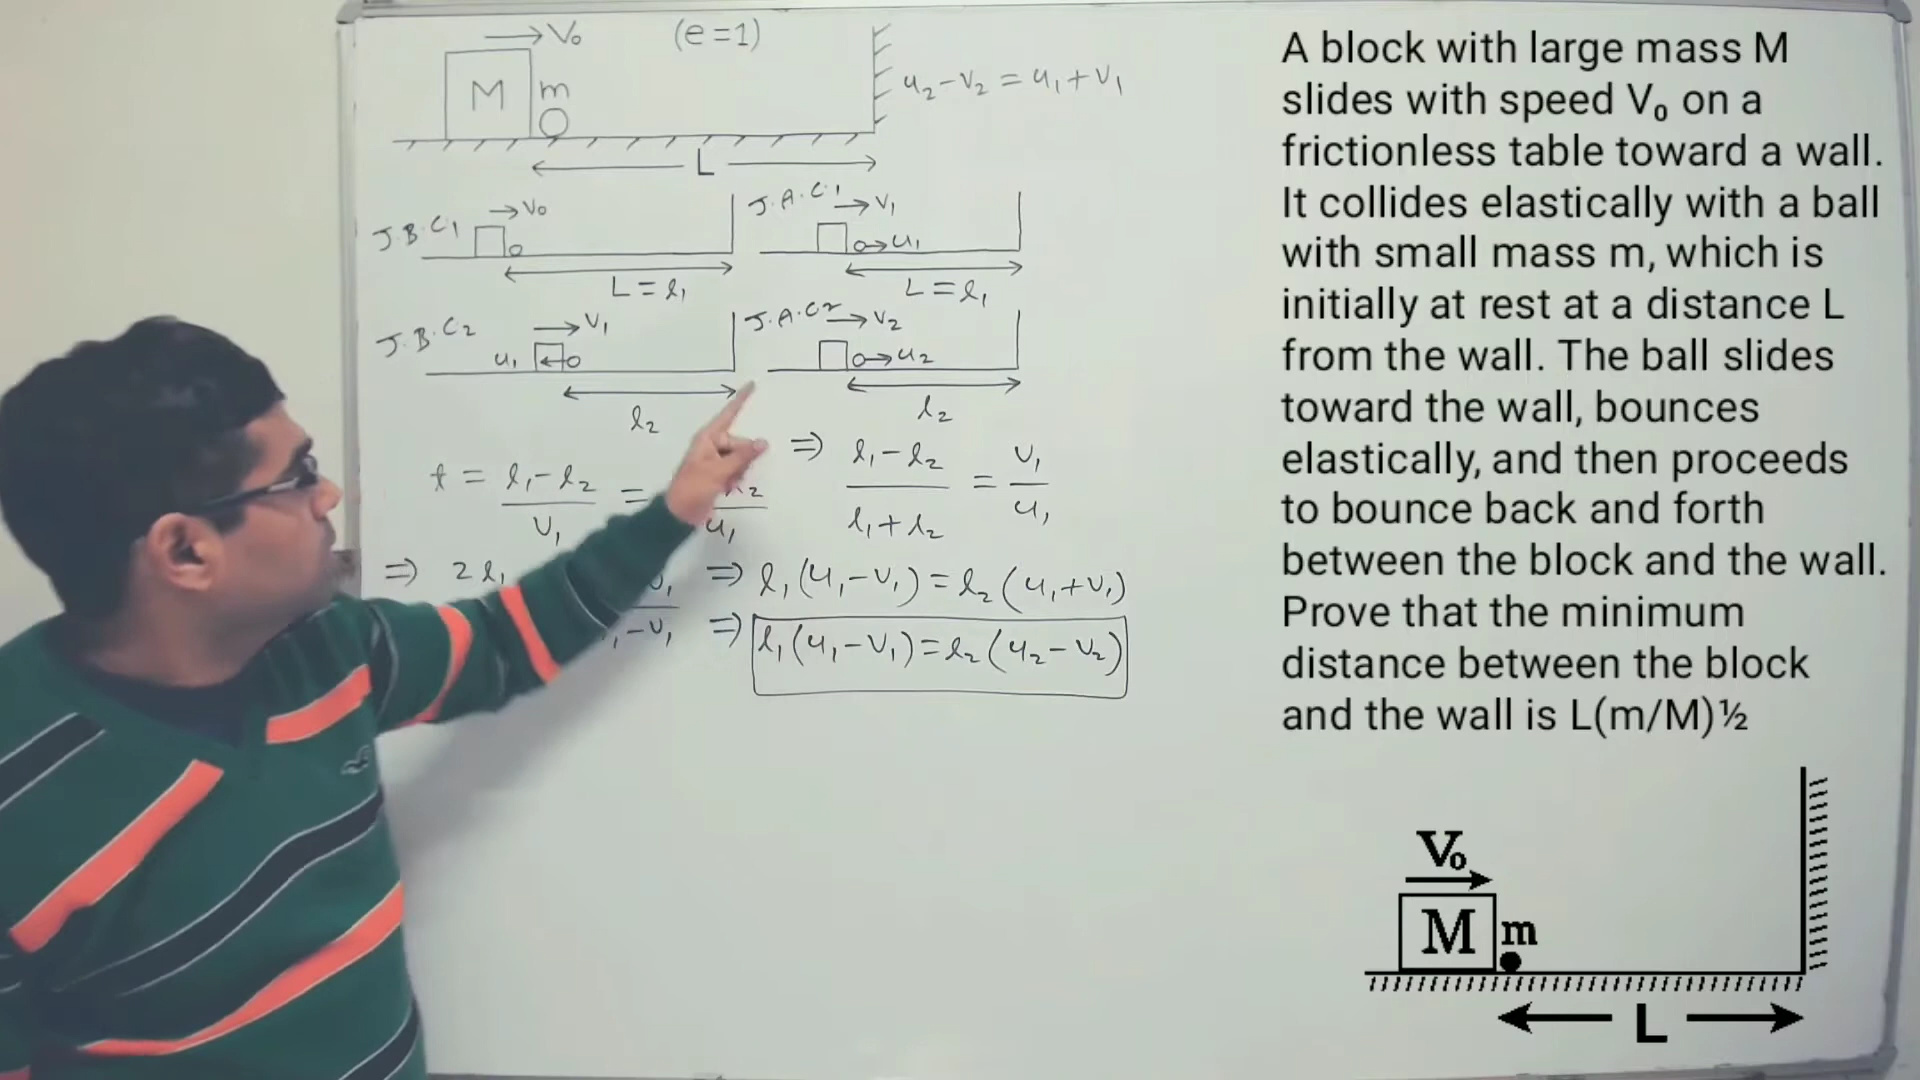 →V₀ (e=1)
M m
u₂-v₂=u₁+v₁
L
J.B.C₁ →V₀
L=l₁
J.A.C₁ →v₁
→u₁
L=l₁
J.B.C₂ →v₁
u₁
l₂
J.A.C₂ →v₂
→u₂
l₂
t = l₁-l₂/v₁ =
u₁
⇒ l₁-l₂/l₁+l₂ = v₁/u₁
⇒ 2l₁
⇒ l₁(u₁-v₁)=l₂(u₁+v₁)
⇒ l₁(u₁-v₁)=l₂(u₂-v₂)
A block with large mass M
slides with speed V₀ on a
frictionless table toward a wall.
It collides elastically with a ball
with small mass m, which is
initially at rest at a distance L
from the wall. The ball slides
toward the wall, bounces
elastically, and then proceeds
to bounce back and forth
between the block and the wall.
Prove that the minimum
distance between the block
and the wall is L(m/M)½
V₀
M m
L